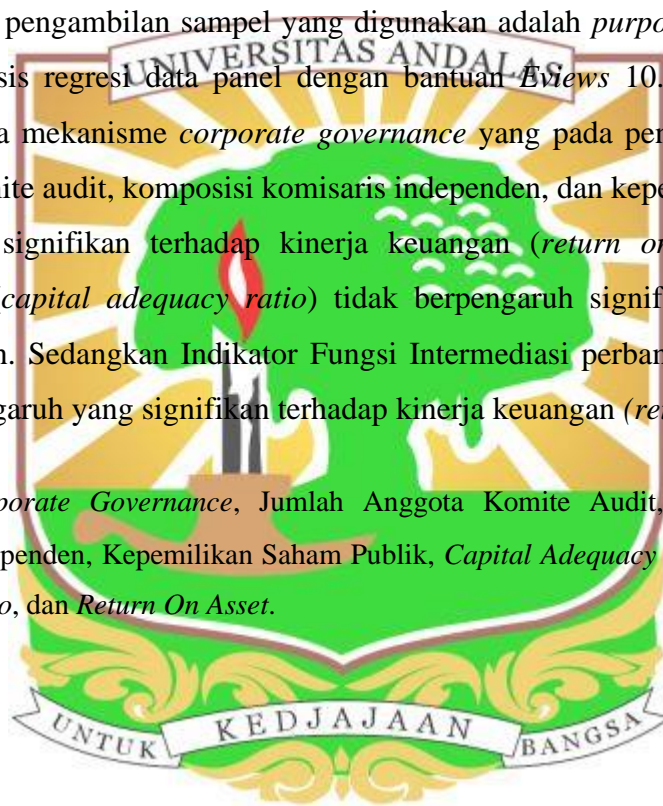 pengambilan sampel yang digunakan adalah purpo
UNIVERSITAS ANDALAS
sis regresi data panel dengan bantuan Eviews 10.
a mekanisme corporate governance yang pada pen
ite audit, komposisi komisaris independen, dan kepe
signifikan terhadap kinerja keuangan (return on
capital adequacy ratio) tidak berpengaruh signif
n. Sedangkan Indikator Fungsi Intermediasi perban
garuh yang signifikan terhadap kinerja keuangan (re
porate Governance, Jumlah Anggota Komite Audit,
penden, Kepemilikan Saham Publik, Capital Adequacy
o, dan Return On Asset.
UNTUK KEDJAJAAN BANGSA